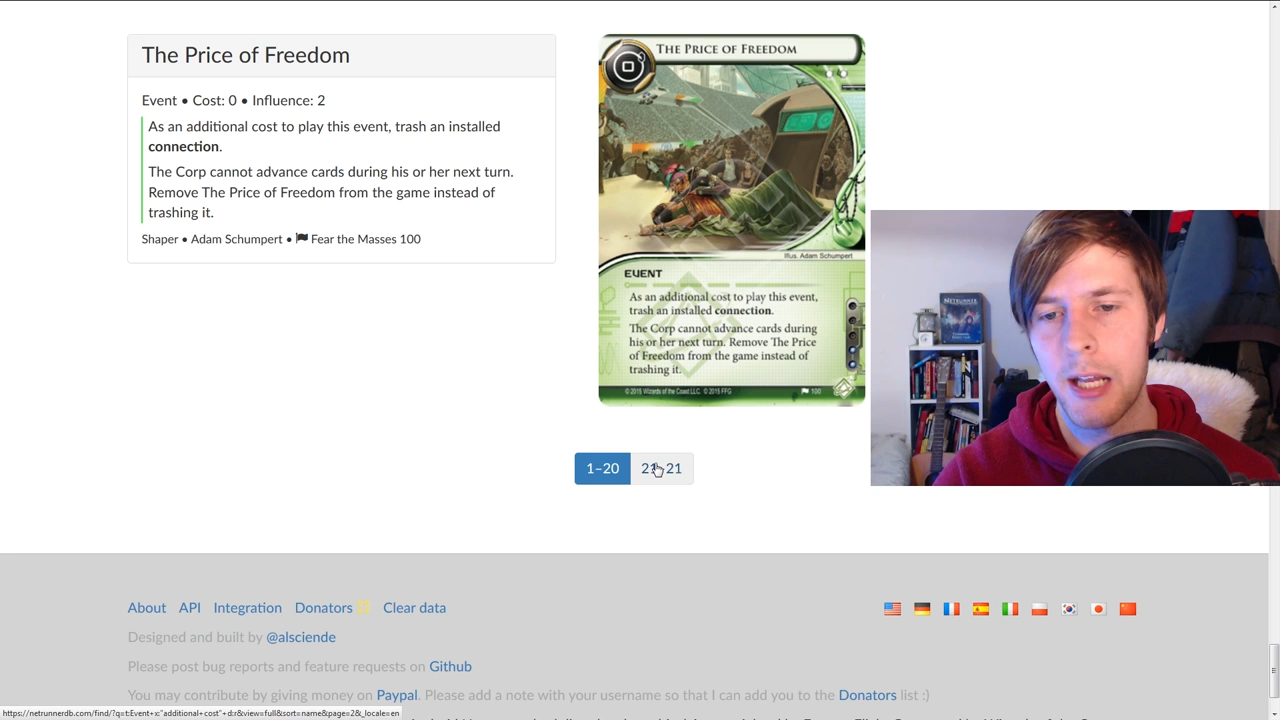 The Price of Freedom
Event • Cost: 0 • Influence: 2
As an additional cost to play this event, trash an installed
connection.
The Corp cannot advance cards during his or her next turn.
Remove The Price of Freedom from the game instead of
trashing it.
Shaper • Adam Schumpert • Fear the Masses 100
The Price of Freedom
Illus. Adam Schumpert
EVENT
As an additional cost to play this event,
trash an installed connection.
The Corp cannot advance cards during
his or her next turn. Remove The Price
of Freedom from the game instead of
trashing it.
© 2015 Wizards of the Coast LLC. © 2015 FFG
100
NETRUNNER
1–20
21–21
About API Integration Donators Clear data
Designed and built by @alsciende
Please post bug reports and feature requests on Github
You may contribute by giving money on Paypal. Please add a note with your username so that I can add you to the Donators list :)
https://netrunnerdb.com/find/?q=t:Event+x:"additional+cost"+d:r&view=full&sort=name&page=2&_locale=en